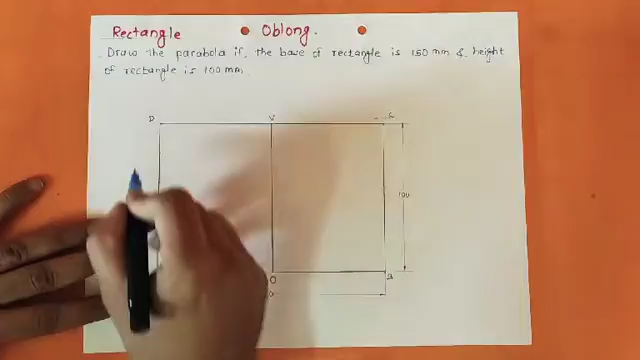 Rectangle Oblong.
Draw the parabola if, the base of rectangle is 150 mm & height
of rectangle is 100 mm.
D V C
100
O B